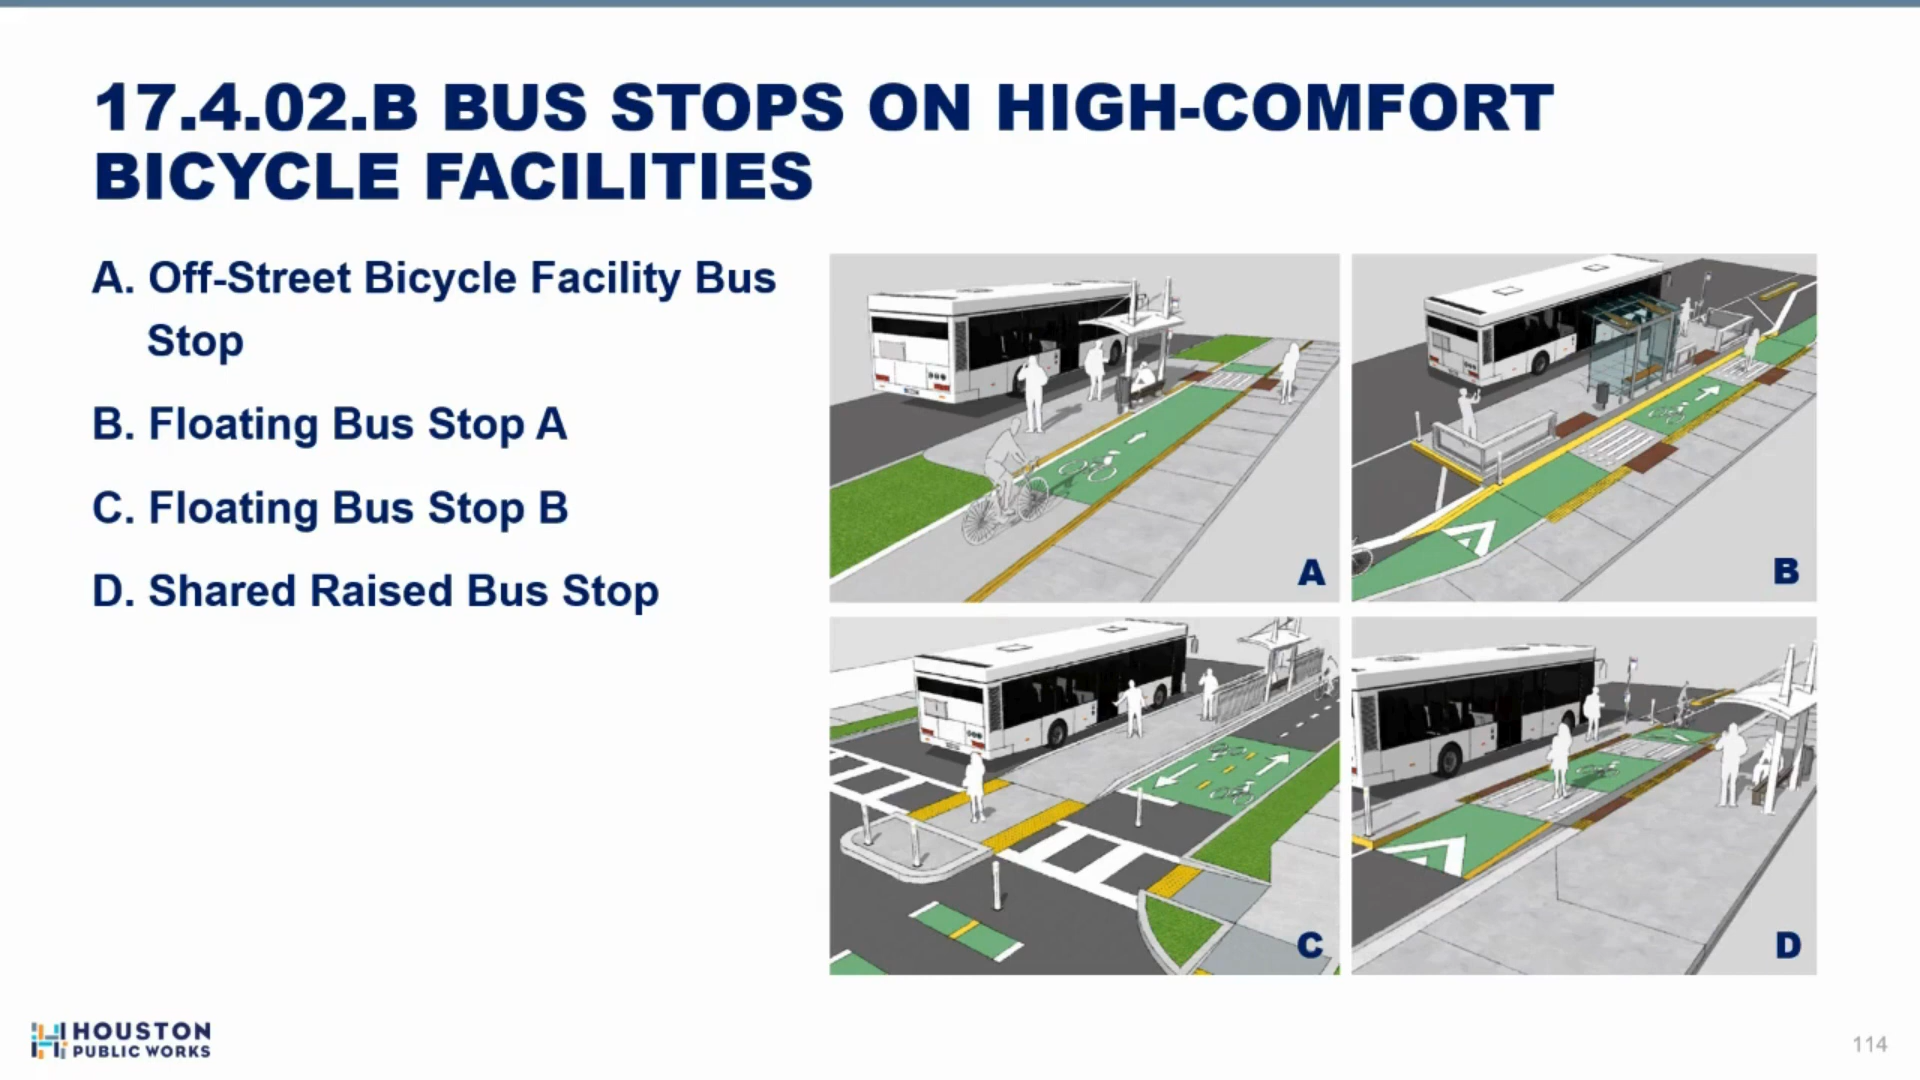 17.4.02.B BUS STOPS ON HIGH-COMFORT
BICYCLE FACILITIES
A. Off-Street Bicycle Facility Bus
Stop
B. Floating Bus Stop A
C. Floating Bus Stop B
D. Shared Raised Bus Stop
A
B
C
D
HOUSTON
PUBLIC WORKS
114